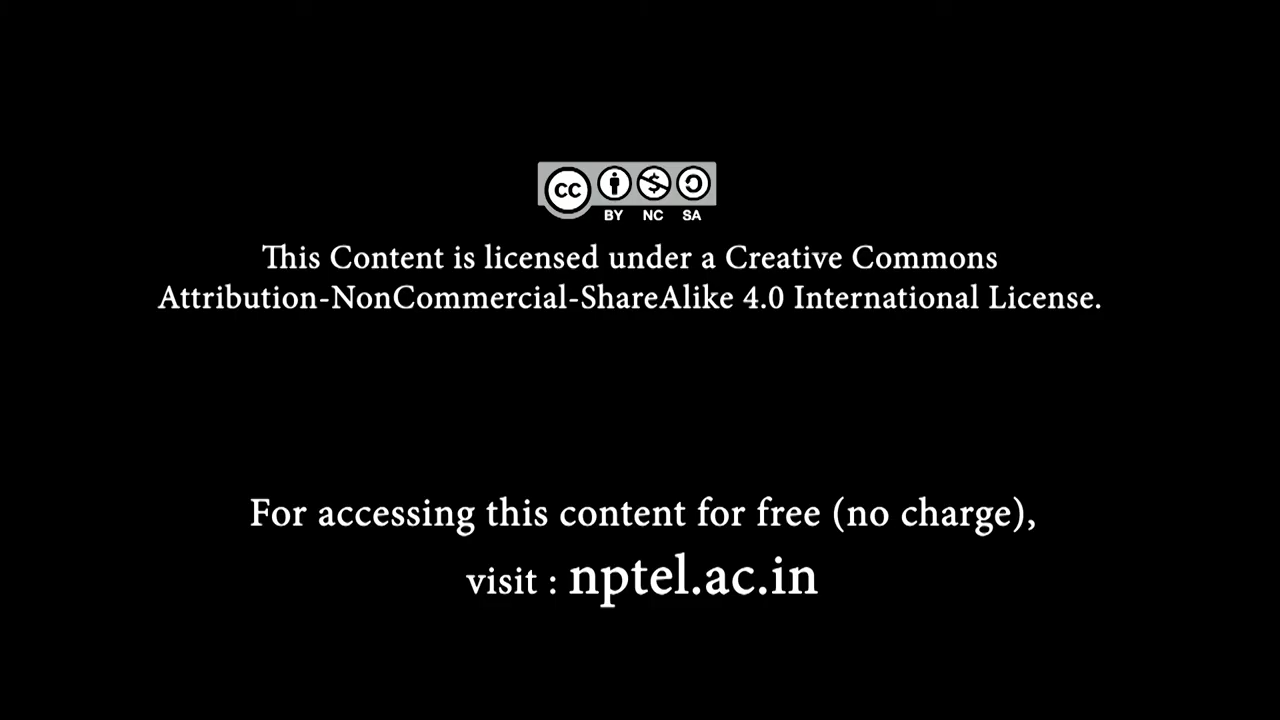 cc
BY NC SA
This Content is licensed under a Creative Commons
Attribution-NonCommercial-ShareAlike 4.0 International License.
For accessing this content for free (no charge),
visit : nptel.ac.in